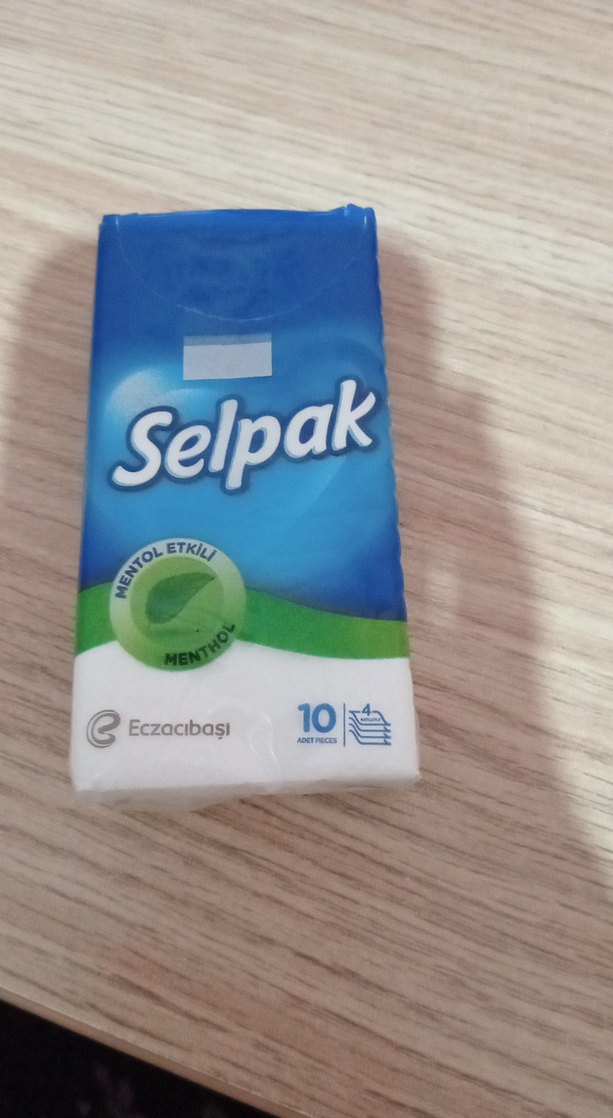 Selpak
MENTOL ETKİLİ
MENTHOL
Eczacıbaşı
10
ADET PIECES
4